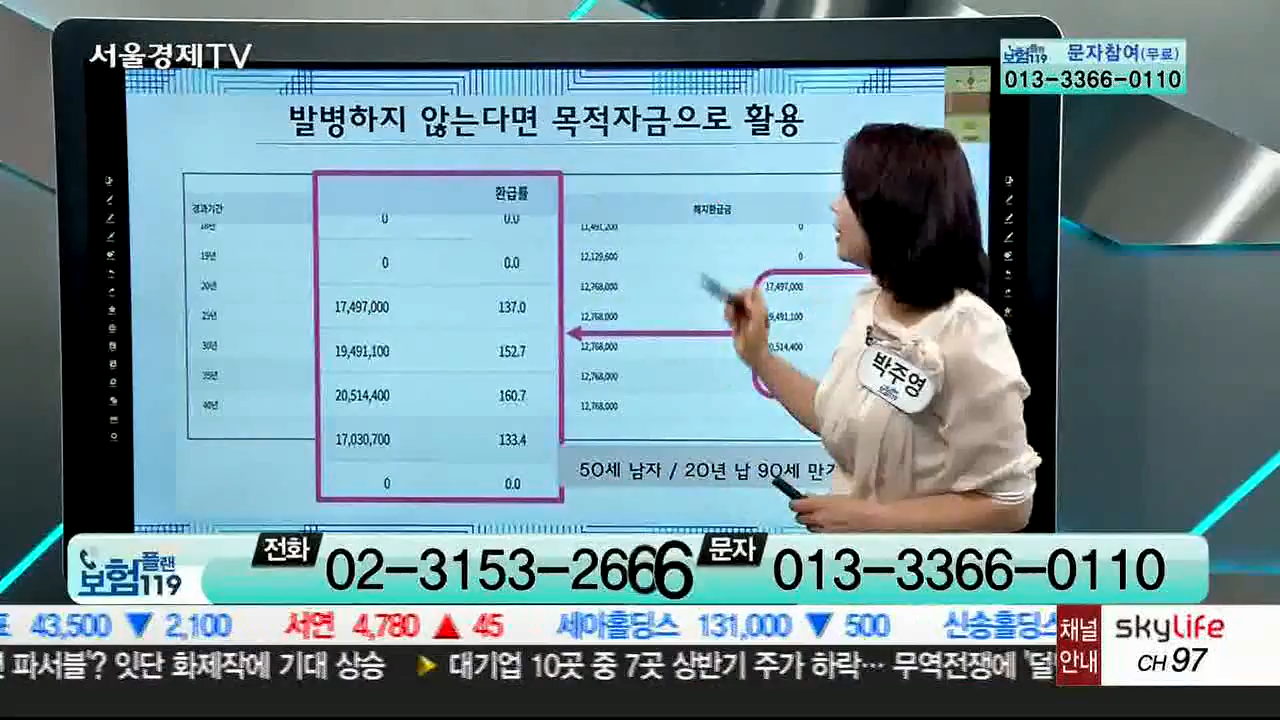 서울경제TV
보험플랜119 문자참여(무료)
013-3366-0110
발병하지 않는다면 목적자금으로 활용
경과기간
환급률
해지환급금
0 0.0
11,491,200 0
19년
0 0.0
12,129,600 0
20년
17,497,000 137.0
12,768,000 17,497,000
25년
19,491,100 152.7
12,768,000 9,491,100
30년
20,514,400 160.7
12,768,000 0,514,400
35년
17,030,700 133.4
12,768,000
40년
0 0.0
12,768,000
50세 남자 / 20년 납 90세 만기
박주영
보험플랜119
전화 02-3153-2666
문자 013-3366-0110
43,500 ▼ 2,100 서연 4,780 ▲ 45 세아홀딩스 131,000 ▼ 500 신송홀딩스
채널안내
skylife
CH 97
파서블'? 잇단 화제작에 기대 상승 ▶ 대기업 10곳 중 7곳 상반기 주가 하락… 무역전쟁에 '덜